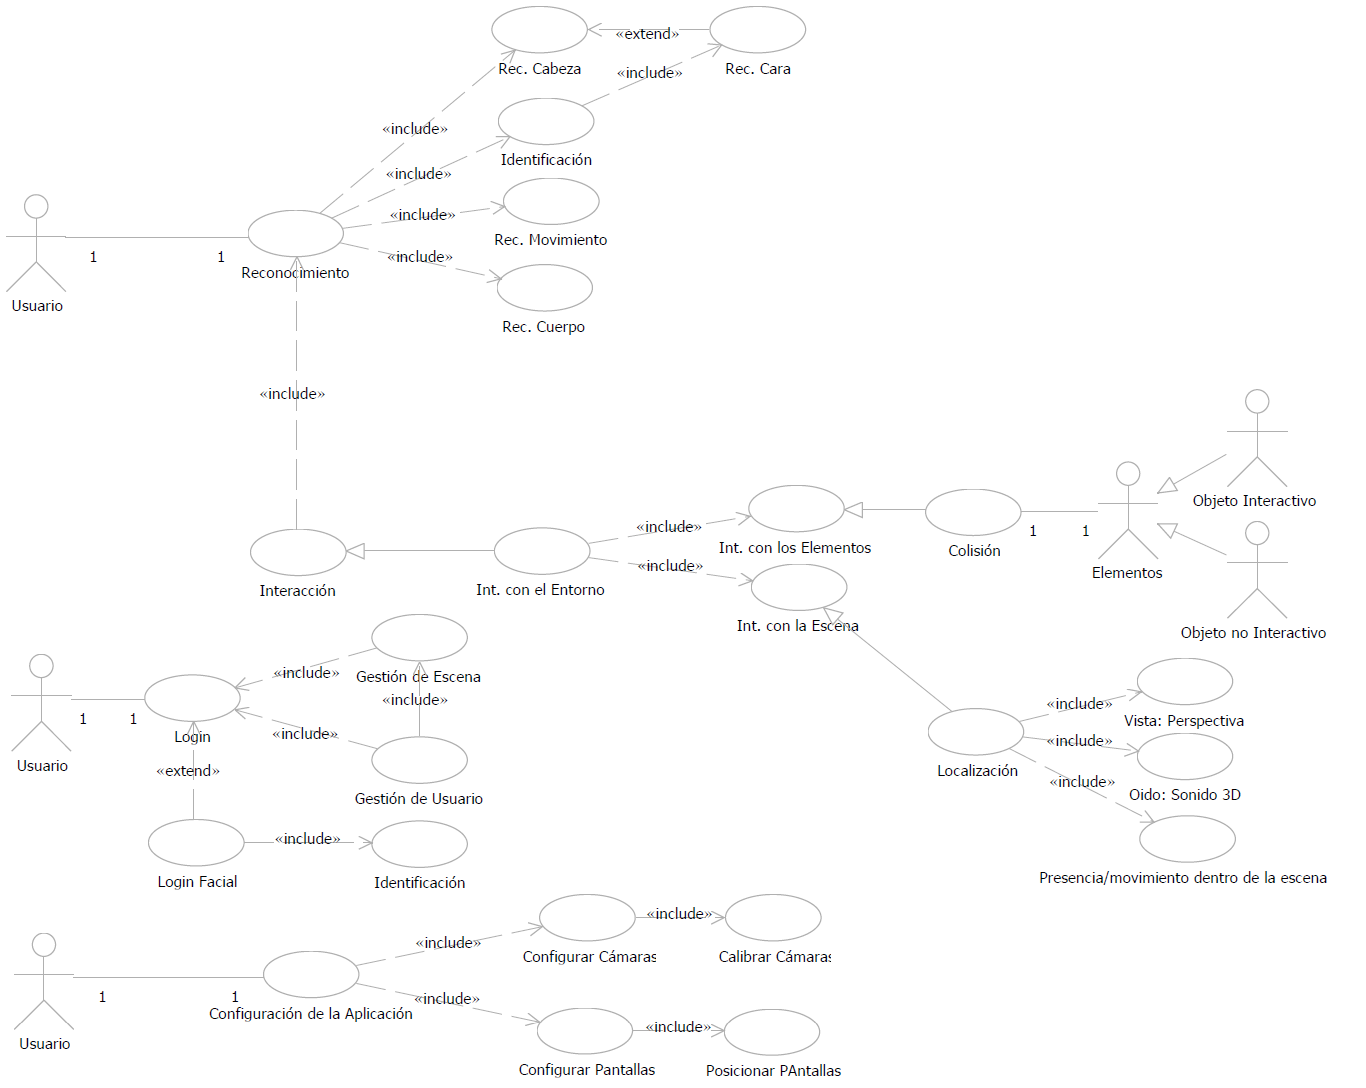 «extend»
Rec. Cabeza
Rec. Cara
«include»
«include»
Identificación
«include»
«include»
Rec. Movimiento
1
1
«include»
Reconocimiento
Usuario
Rec. Cuerpo
«include»
Objeto Interactivo
«include»
1
1
Int. con los Elementos
Colisión
«include»
Elementos
Interacción
Int. con el Entorno
Int. con la Escena
Objeto no Interactivo
«include»
Gestión de Escena
«include»
«include»
1
1
Vista: Perspectiva
«include»
Login
«include»
Usuario
«extend»
Localización
«include»
Gestión de Usuario
Oido: Sonido 3D
«include»
Login Facial
Identificación
Presencia/movimiento dentro de la escena
«include»
«include»
Configurar Cámaras
Calibrar Cámaras
1
1
«include»
Configuración de la Aplicación
«include»
Usuario
Configurar Pantallas
Posicionar PAntallas